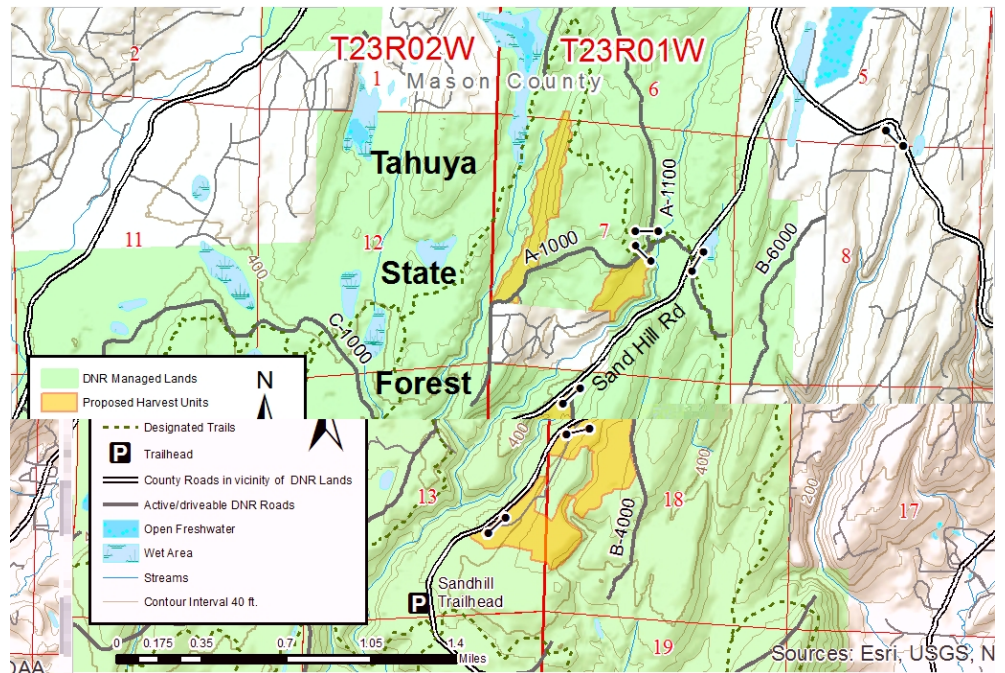 T23R02W
T23R01W
2
1
Mason County
6
5
Tahuya
A-1100
11
12
7
A-1000
B-6000
8
400
State
C-1000
Sand Hill Rd
Forest
DNR Managed Lands
N
Proposed Harvest Units
Designated Trails
400
400
P
Trailhead
County Roads in vicinity of DNR Lands
13
18
200
17
Active/driveable DNR Roads
Open Freshwater
B-4000
Wet Area
Streams
Sandhill
Trailhead
P
Contour Interval 40 ft.
19
0 0.175 0.35 0.7 1.05 1.4
Miles
Sources: Esri, USGS, N
OAA